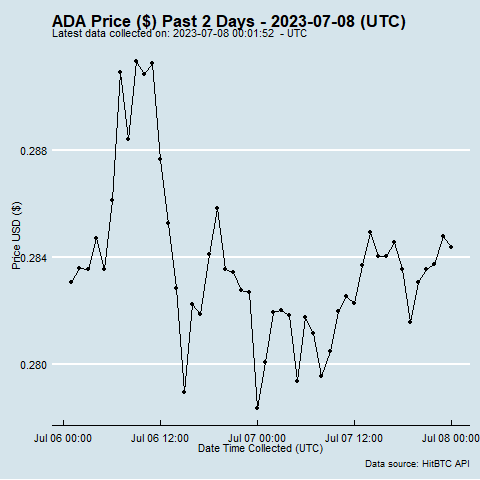 ADA Price ($) Past 2 Days - 2023-07-08 (UTC)
Latest data collected on: 2023-07-08 00:01:52 - UTC
0.288
0.284
0.280
Price USD ($)
Jul 06 00:00 Jul 06 12:00 Jul 07 00:00 Jul 07 12:00 Jul 08 00:00
Date Time Collected (UTC)
Data source: HitBTC API